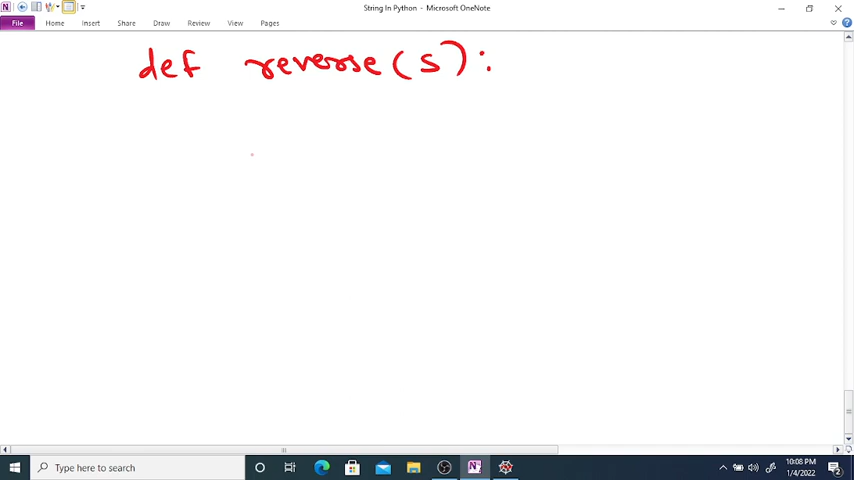 String In Python - Microsoft OneNote
File Home Insert Share Draw Review View Pages
def reverse(s):
Type here to search
10:08 PM
1/4/2022
2